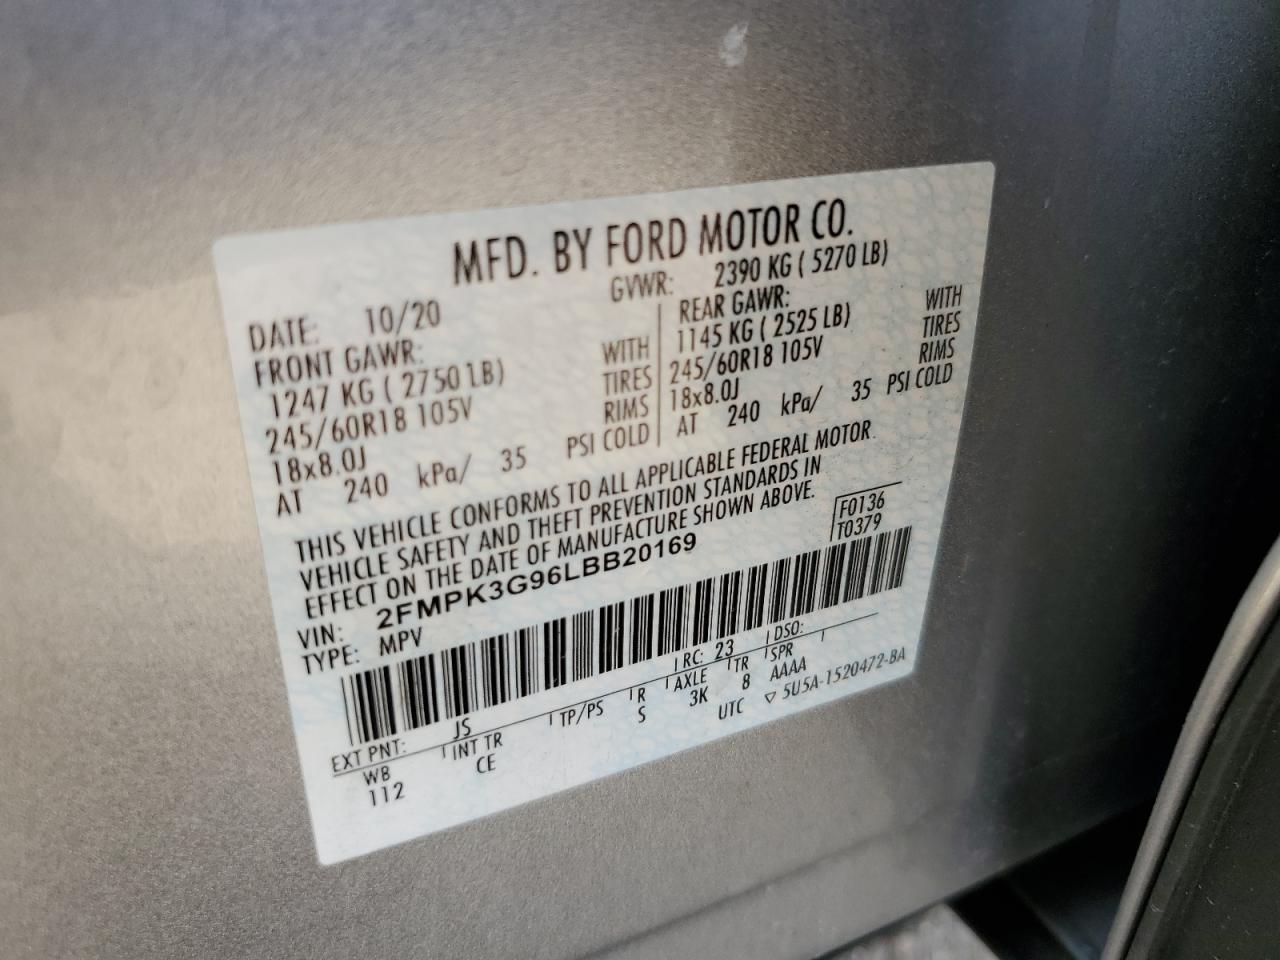 MFD. BY FORD MOTOR CO.
DATE: 10/20 GVWR: 2390 KG ( 5270 LB)
FRONT GAWR:
1247 KG ( 2750 LB) WITH
245/60R18 105V TIRES
18x8.0J RIMS
AT 240 kPa/ 35 PSI COLD
REAR GAWR:
1145 KG ( 2525 LB) WITH
245/60R18 105V TIRES
18x8.0J RIMS
AT 240 kPa/ 35 PSI COLD
THIS VEHICLE CONFORMS TO ALL APPLICABLE FEDERAL MOTOR
VEHICLE SAFETY AND THEFT PREVENTION STANDARDS IN
EFFECT ON THE DATE OF MANUFACTURE SHOWN ABOVE.
VIN: 2FMPK3G96LBB20169
TYPE: MPV
F0136
T0379
EXT PNT: JS RC: 23 DSO:
WB INT TR TP/PS R AXLE TR SPR
112 CE S 3K 8 AAAA
UTC ▽ 5U5A-1520472-BA